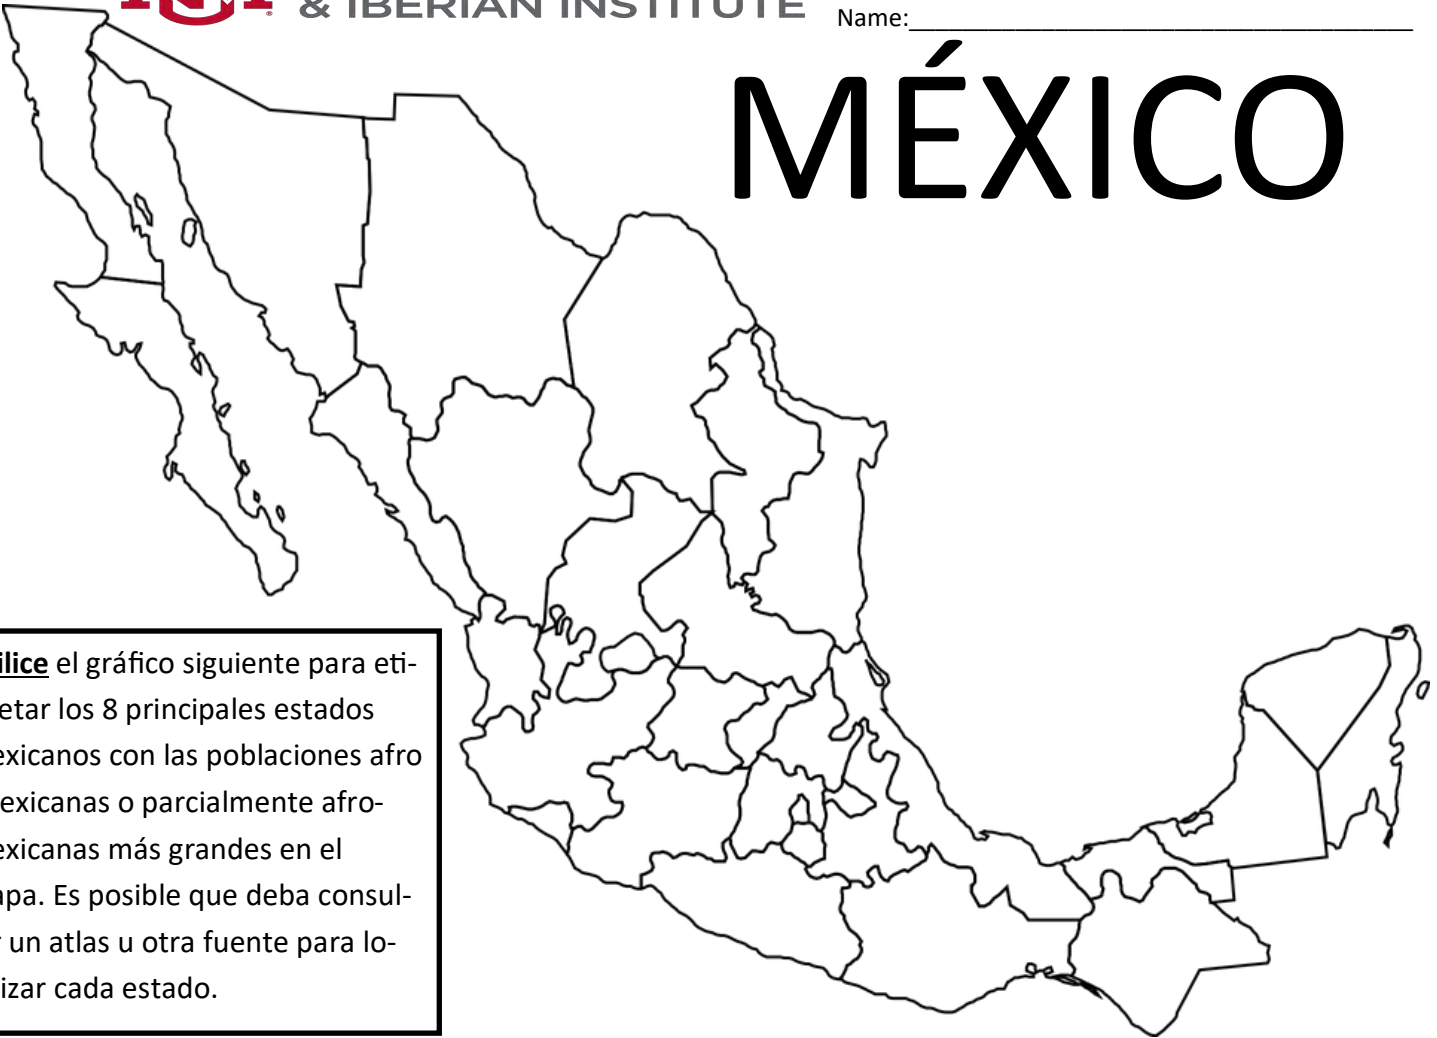 & IBERIAN INSTITUTE
Name:
MÉXICO
ilice el gráfico siguiente para eti-
etar los 8 principales estados
exicanos con las poblaciones afro
exicanas o parcialmente afro-
exicanas más grandes en el
apa. Es posible que deba consul-
r un atlas u otra fuente para lo-
izar cada estado.